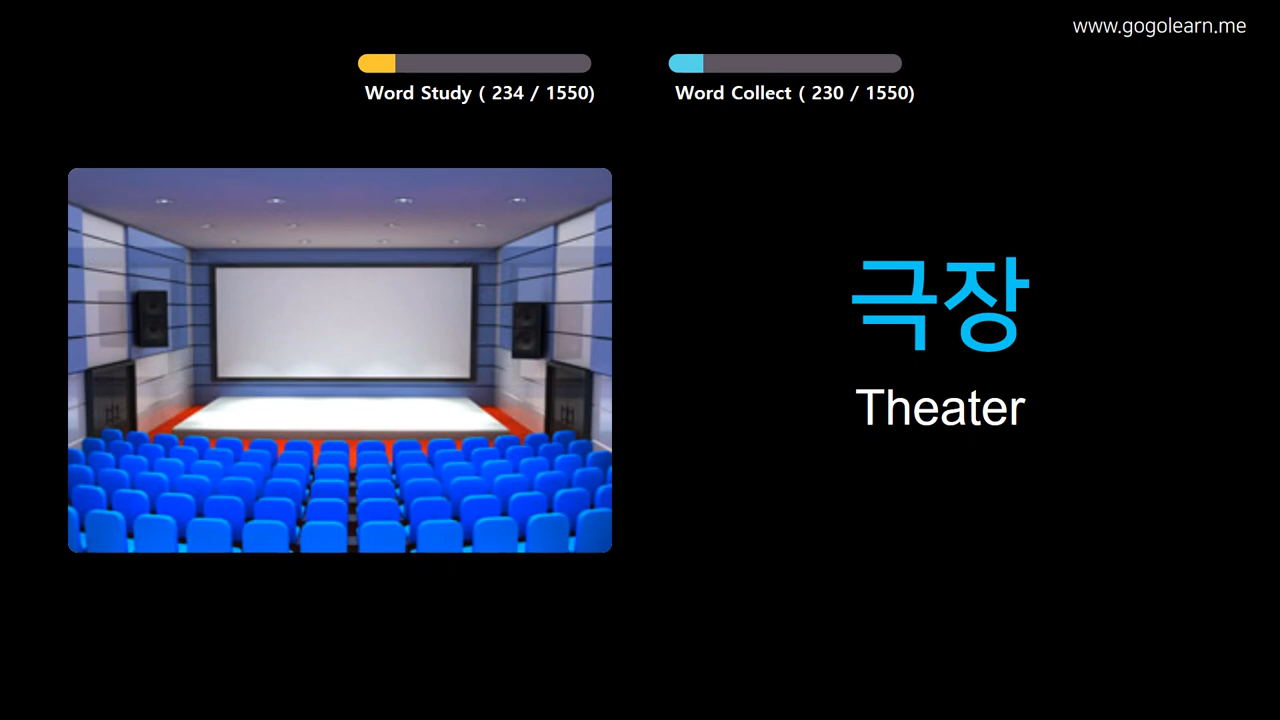 www.gogolearn.me
Word Study ( 234 / 1550)
Word Collect ( 230 / 1550)
극장
Theater